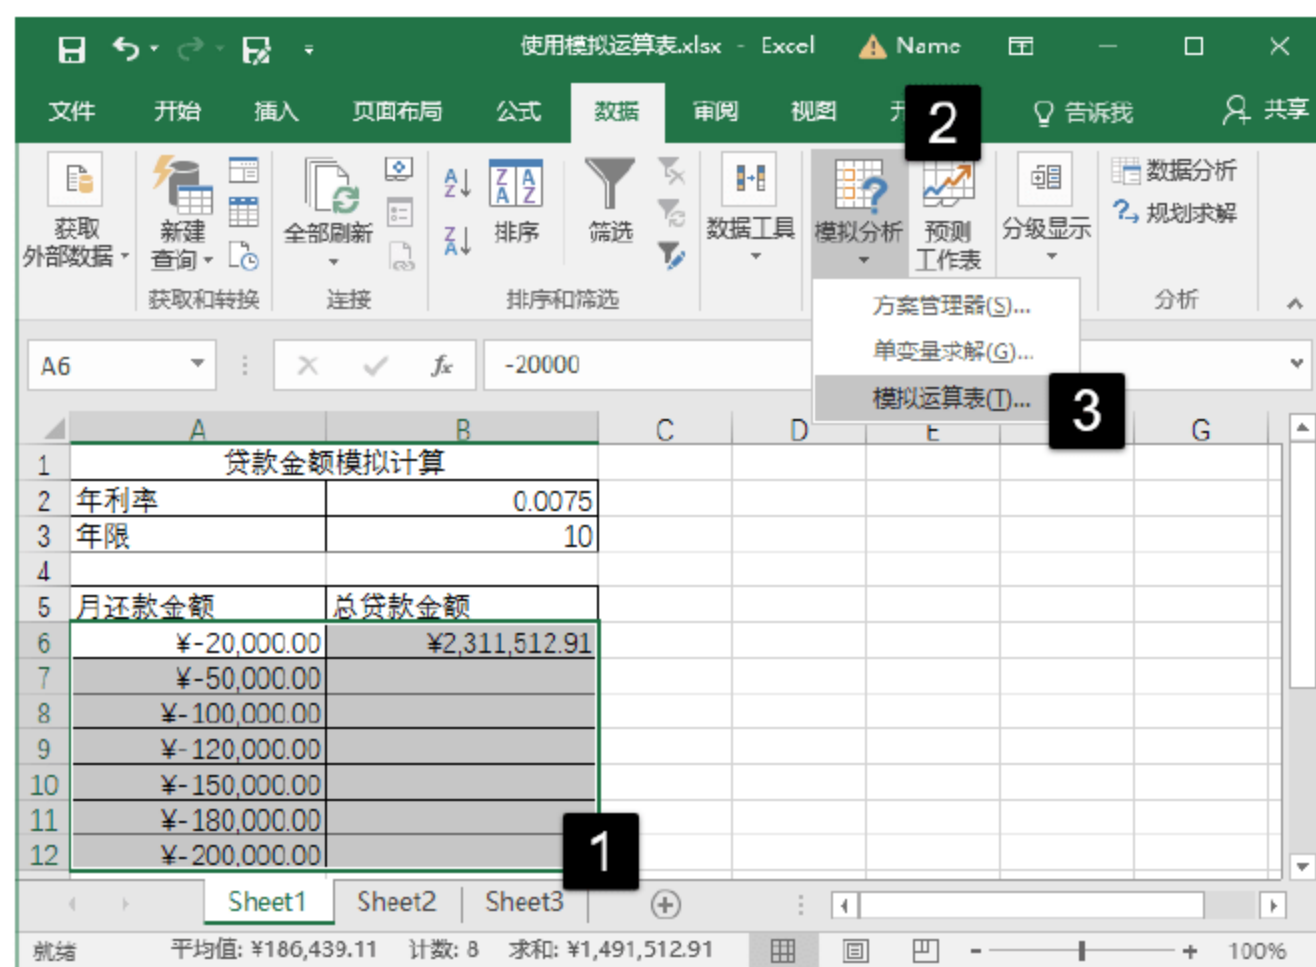 使用模拟运算表.xlsx - Excel Name
文件 开始 插入 页面布局 公式 数据 审阅 视图 2 告诉我 共享
获取
外部数据
新建
查询
全部刷新
排序
筛选
数据工具
模拟分析
预测
工作表
分级显示
数据分析
规划求解
获取和转换 连接 排序和筛选 分析
方案管理器(S)...
单变量求解(G)...
模拟运算表(T)... 3
A6 fx -20000
A B C D E G
1 贷款金额模拟计算
2 年利率 0.0075
3 年限 10
4
5 月还款金额 总贷款金额
6 ¥-20,000.00 ¥2,311,512.91
7 ¥-50,000.00
8 ¥-100,000.00
9 ¥-120,000.00
10 ¥-150,000.00
11 ¥-180,000.00
12 ¥-200,000.00
1
Sheet1 Sheet2 Sheet3
就绪 平均值: ¥186,439.11 计数: 8 求和: ¥1,491,512.91 100%